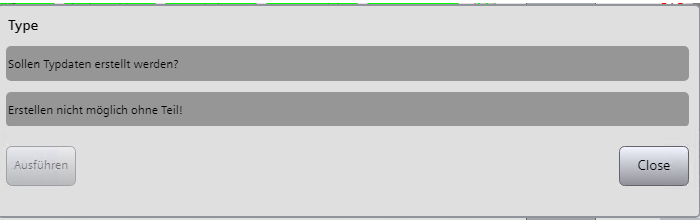 Type
Sollen Typdaten erstellt werden?
Erstellen nicht möglich ohne Teil!
Ausführen
Close